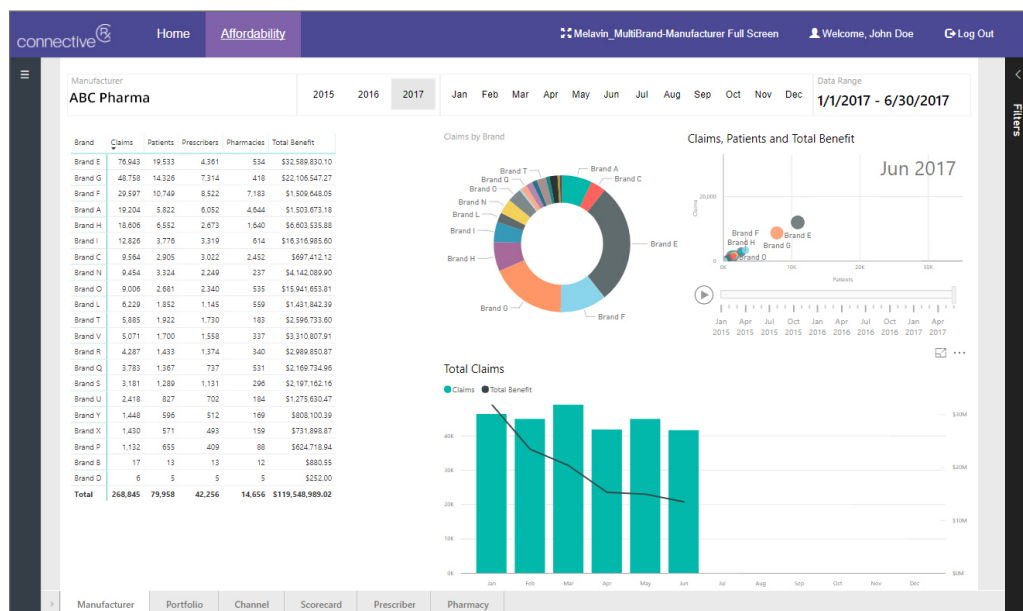 connectiveRx Home Affordability Melavin_MultiBrand-Manufacturer Full Screen Welcome, John Doe Log Out
Manufacturer
ABC Pharma
2015 2016 2017 Jan Feb Mar Apr May Jun Jul Aug Sep Oct Nov Dec
Data Range
1/1/2017 - 6/30/2017
Filters
Brand Claims Patients Prescribers Pharmacies Total Benefit
Brand E 76,943 19,533 4,361 534 $32,589,830.10
Brand G 48,758 14,326 7,314 418 $22,106,547.27
Brand F 29,597 10,749 8,522 7,183 $1,509,648.05
Brand A 19,204 5,822 6,052 4,644 $1,503,673.18
Brand H 18,606 6,552 2,673 1,640 $6,603,535.88
Brand I 12,826 3,776 3,319 614 $16,316,985.60
Brand C 9,564 2,905 3,022 2,452 $697,412.12
Brand N 9,454 3,324 2,249 237 $4,142,089.90
Brand O 9,006 2,681 2,340 535 $15,941,653.81
Brand L 6,229 1,852 1,145 559 $1,431,842.39
Brand T 5,885 1,922 1,730 183 $2,596,733.60
Brand V 5,071 1,700 1,558 337 $3,310,807.91
Brand R 4,287 1,433 1,374 340 $2,989,850.87
Brand Q 3,783 1,367 737 531 $2,169,734.96
Brand S 3,181 1,289 1,131 296 $2,197,162.16
Brand U 2,418 827 702 184 $1,275,630.47
Brand Y 1,448 596 512 169 $808,100.39
Brand X 1,430 571 493 159 $731,898.87
Brand P 1,132 655 409 88 $624,718.94
Brand B 17 13 13 12 $880.55
Brand D 6 5 5 5 $252.00
Total 268,845 79,958 42,256 14,656 $119,548,989.02
Claims by Brand
Brand T
Brand A
Brand Q
Brand C
Brand O
Brand N
Brand L
Brand I
Brand E
Brand H
Brand G
Brand F
Claims, Patients and Total Benefit
Jun 2017
Claims
20,000
0
Brand F
Brand E
Brand H
Brand G
Brand O
0K 10K 20K 30K
Patients
Jan Apr Jul Oct Jan Apr Jul Oct Jan Apr
2015 2015 2015 2015 2016 2016 2016 2016 2017 2017
Total Claims
Claims Total Benefit
40K
30K
20K
10K
0K
$30M
$20M
$10M
$0M
Jan Feb Mar Apr May Jun Jul Aug Sep Oct Nov Dec
Manufacturer Portfolio Channel Scorecard Prescriber Pharmacy